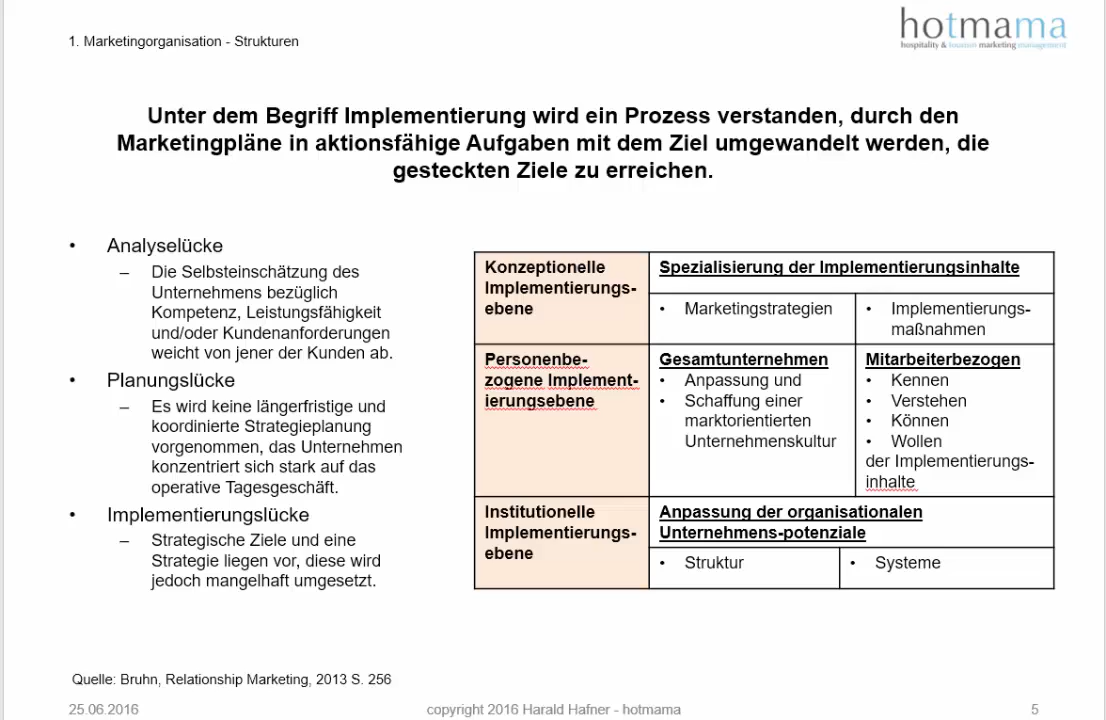 1. Marketingorganisation - Strukturen
hotmama
hospitality & tourism marketing management
Unter dem Begriff Implementierung wird ein Prozess verstanden, durch den
Marketingpläne in aktionsfähige Aufgaben mit dem Ziel umgewandelt werden, die
gesteckten Ziele zu erreichen.
• Analyselücke
– Die Selbsteinschätzung des
Unternehmens bezüglich
Kompetenz, Leistungsfähigkeit
und/oder Kundenanforderungen
weicht von jener der Kunden ab.
• Planungslücke
– Es wird keine längerfristige und
koordinierte Strategieplanung
vorgenommen, das Unternehmen
konzentriert sich stark auf das
operative Tagesgeschäft.
• Implementierungslücke
– Strategische Ziele und eine
Strategie liegen vor, diese wird
jedoch mangelhaft umgesetzt.
Konzeptionelle
Implementierungs-
ebene
Spezialisierung der Implementierungsinhalte
• Marketingstrategien
• Implementierungs-
maßnahmen
Personenbe-
zogene Implement-
ierungsebene
Gesamtunternehmen
• Anpassung und
• Schaffung einer
marktorientierten
Unternehmenskultur
Mitarbeiterbezogen
• Kennen
• Verstehen
• Können
• Wollen
der Implementierungs-
inhalte
Institutionelle
Implementierungs-
ebene
Anpassung der organisationalen
Unternehmens-potenziale
• Struktur
• Systeme
Quelle: Bruhn, Relationship Marketing, 2013 S. 256
25.06.2016
copyright 2016 Harald Hafner - hotmama
5